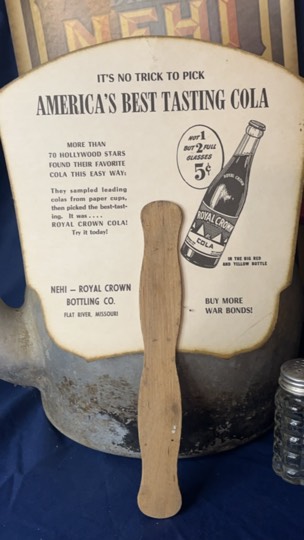 NEHI
IT'S NO TRICK TO PICK
AMERICA'S BEST TASTING COLA
MORE THAN
70 HOLLYWOOD STARS
FOUND THEIR FAVORITE
COLA THIS EASY WAY:
They sampled leading
colas from paper cups,
then picked the best-tast-
ing. It was ....
ROYAL CROWN COLA!
Try it today!
NOT 1
BUT 2 FULL
GLASSES
5¢
ROYAL CROWN
ROYAL CROWN
COLA
IN THE BIG RED
AND YELLOW BOTTLE
NEHI — ROYAL CROWN
BOTTLING CO.
FLAT RIVER, MISSOURI
BUY MORE
WAR BONDS!